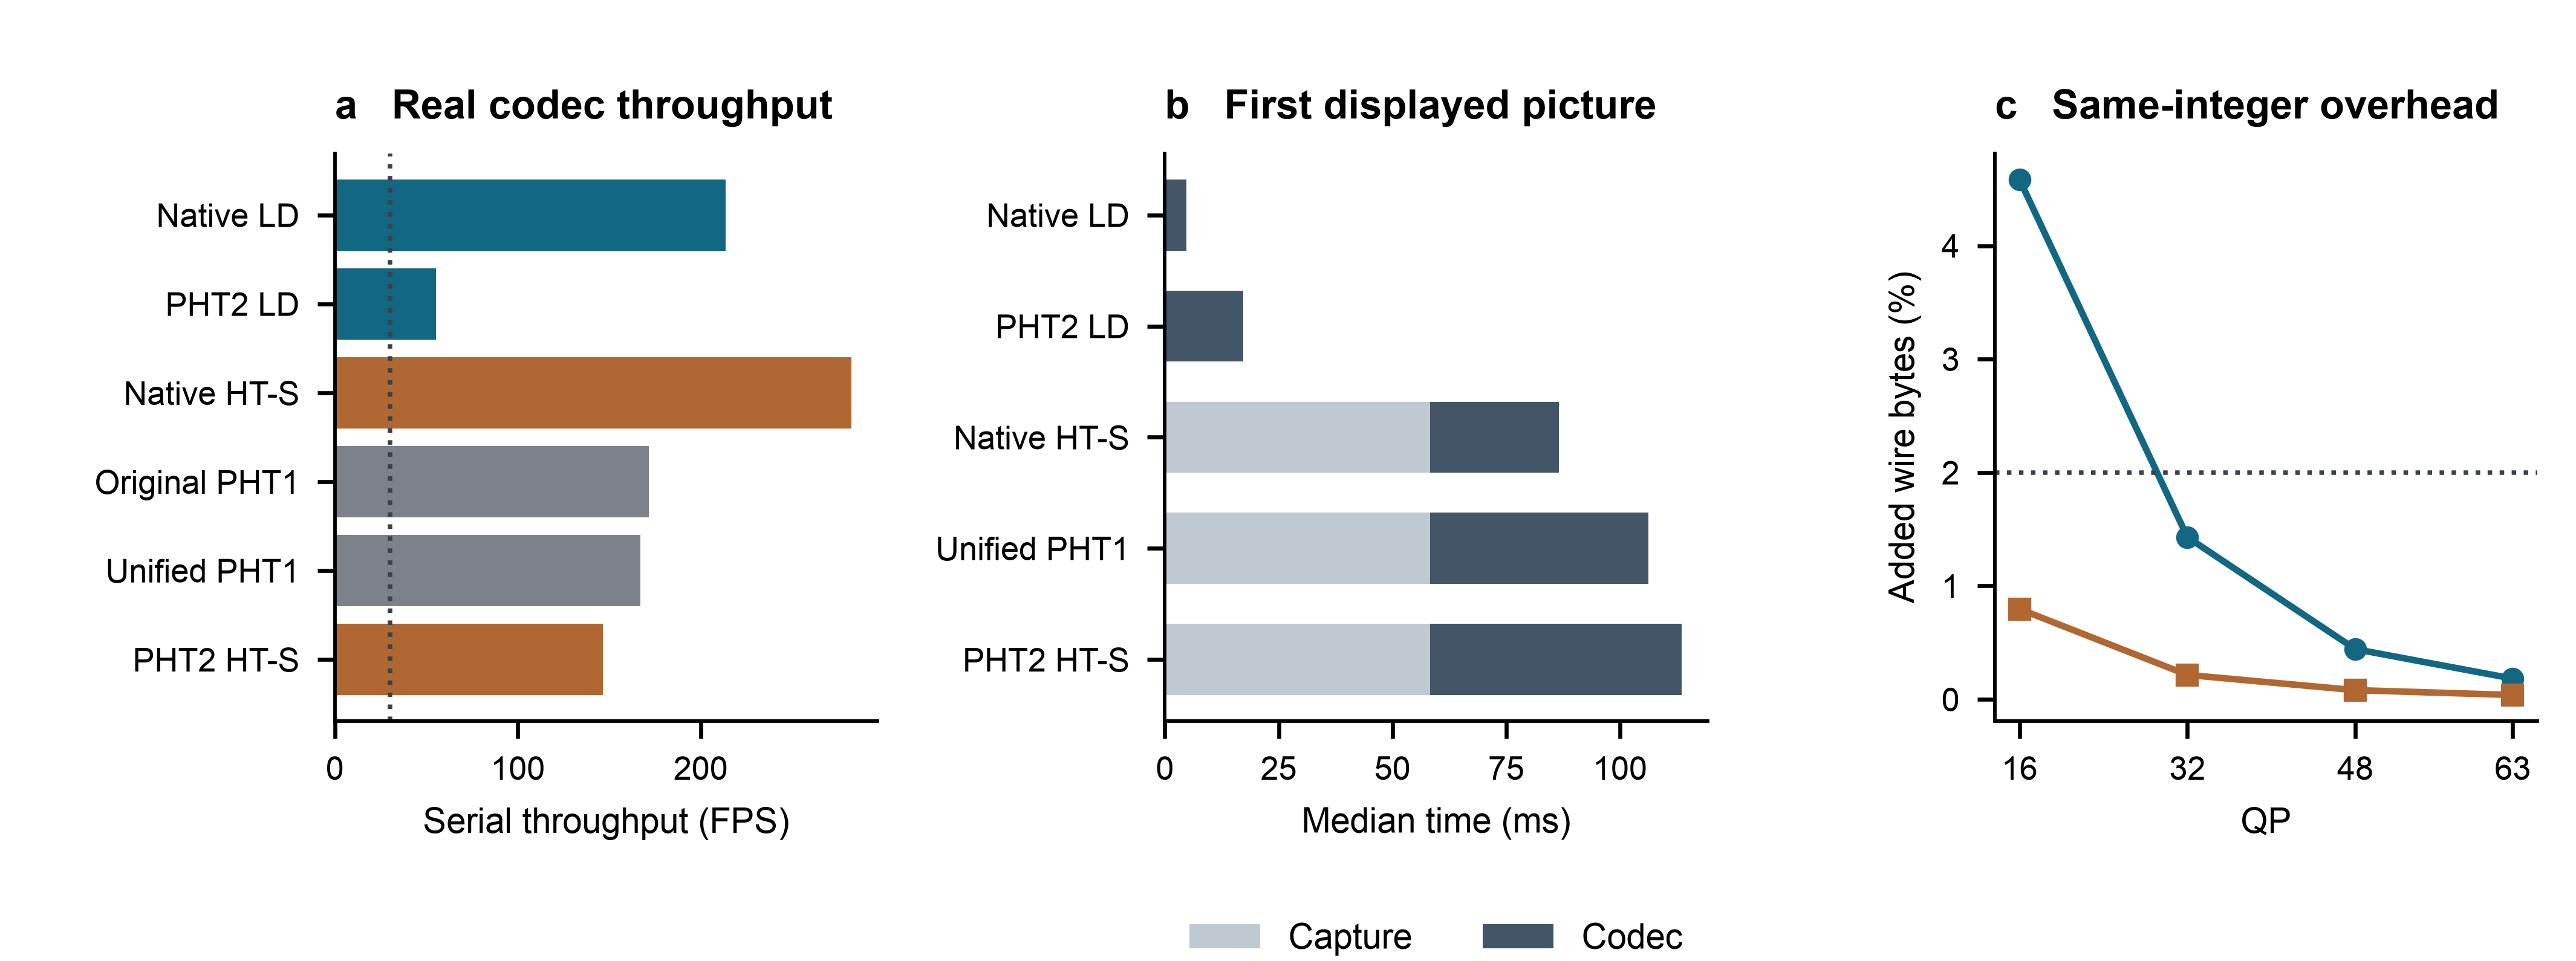 a Real codec throughput
Native LD
PHT2 LD
Native HT-S
Original PHT1
Unified PHT1
PHT2 HT-S
0 100 200
Serial throughput (FPS)
b First displayed picture
Native LD
PHT2 LD
Native HT-S
Unified PHT1
PHT2 HT-S
0 25 50 75 100
Median time (ms)
Capture Codec
c Same-integer overhead
Added wire bytes (%)
4
3
2
1
0
16 32 48 63
QP